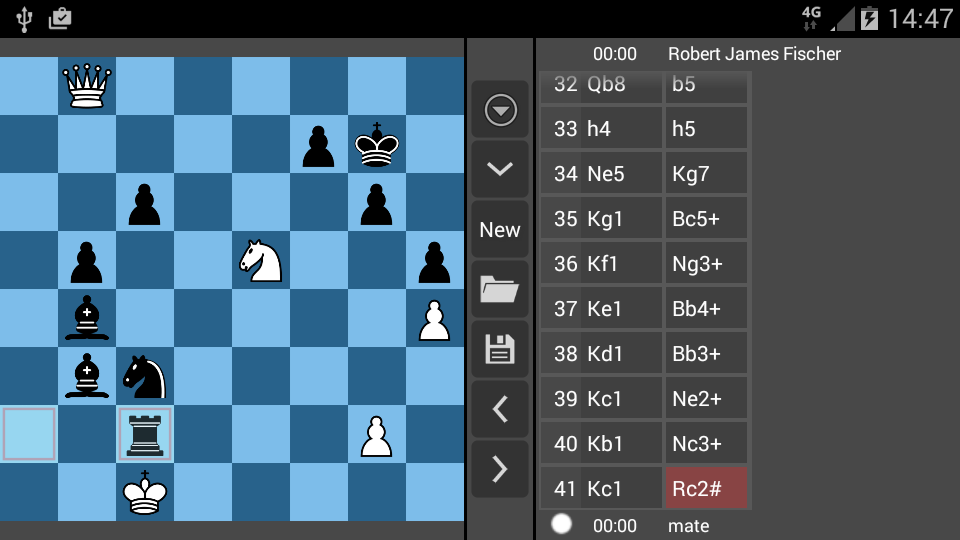 4G 14:47
00:00 Robert James Fischer
32 Qb8 b5
33 h4 h5
34 Ne5 Kg7
35 Kg1 Bc5+
36 Kf1 Ng3+
37 Ke1 Bb4+
38 Kd1 Bb3+
39 Kc1 Ne2+
40 Kb1 Nc3+
41 Kc1 Rc2#
New
00:00 mate